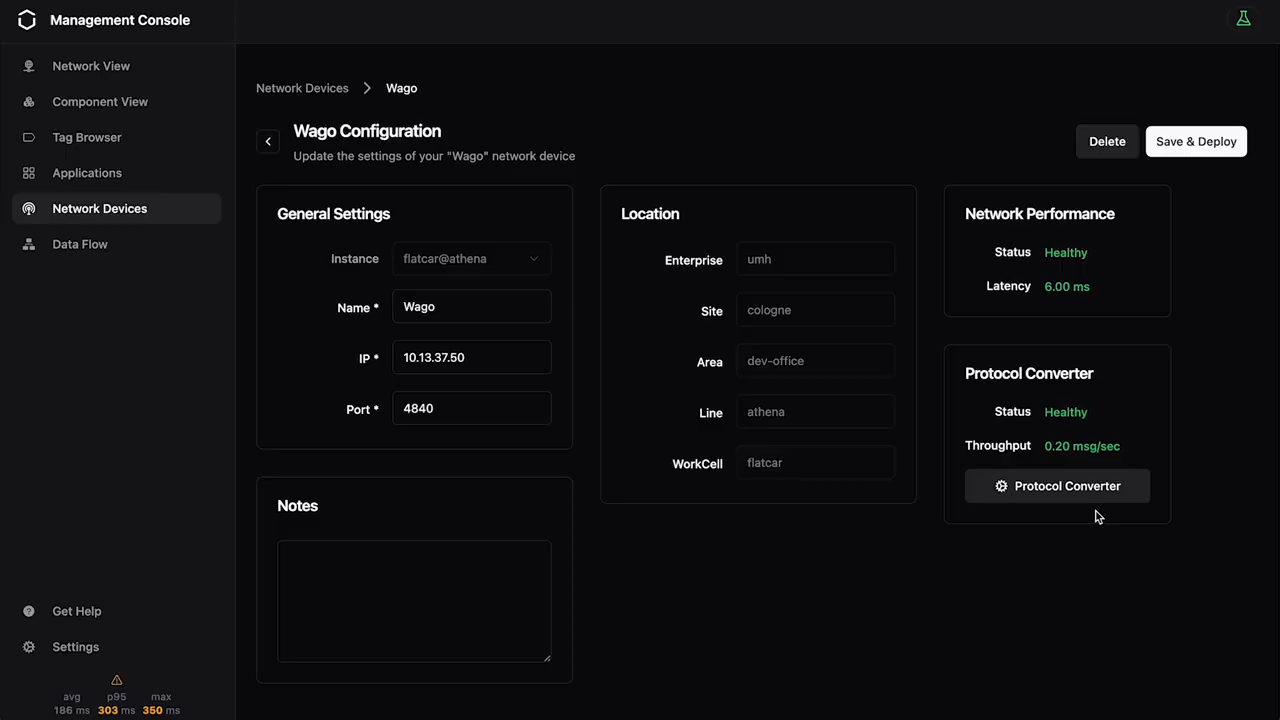 Management Console
Network View
Component View
Tag Browser
Applications
Network Devices
Data Flow
Get Help
Settings
avg p95 max
186 ms 303 ms 350 ms
Network Devices Wago
Wago Configuration
Update the settings of your "Wago" network device
Delete
Save & Deploy
General Settings
Instance flatcar@athena
Name * Wago
IP * 10.13.37.50
Port * 4840
Notes
Location
Enterprise umh
Site cologne
Area dev-office
Line athena
WorkCell flatcar
Network Performance
Status Healthy
Latency 6.00 ms
Protocol Converter
Status Healthy
Throughput 0.20 msg/sec
Protocol Converter